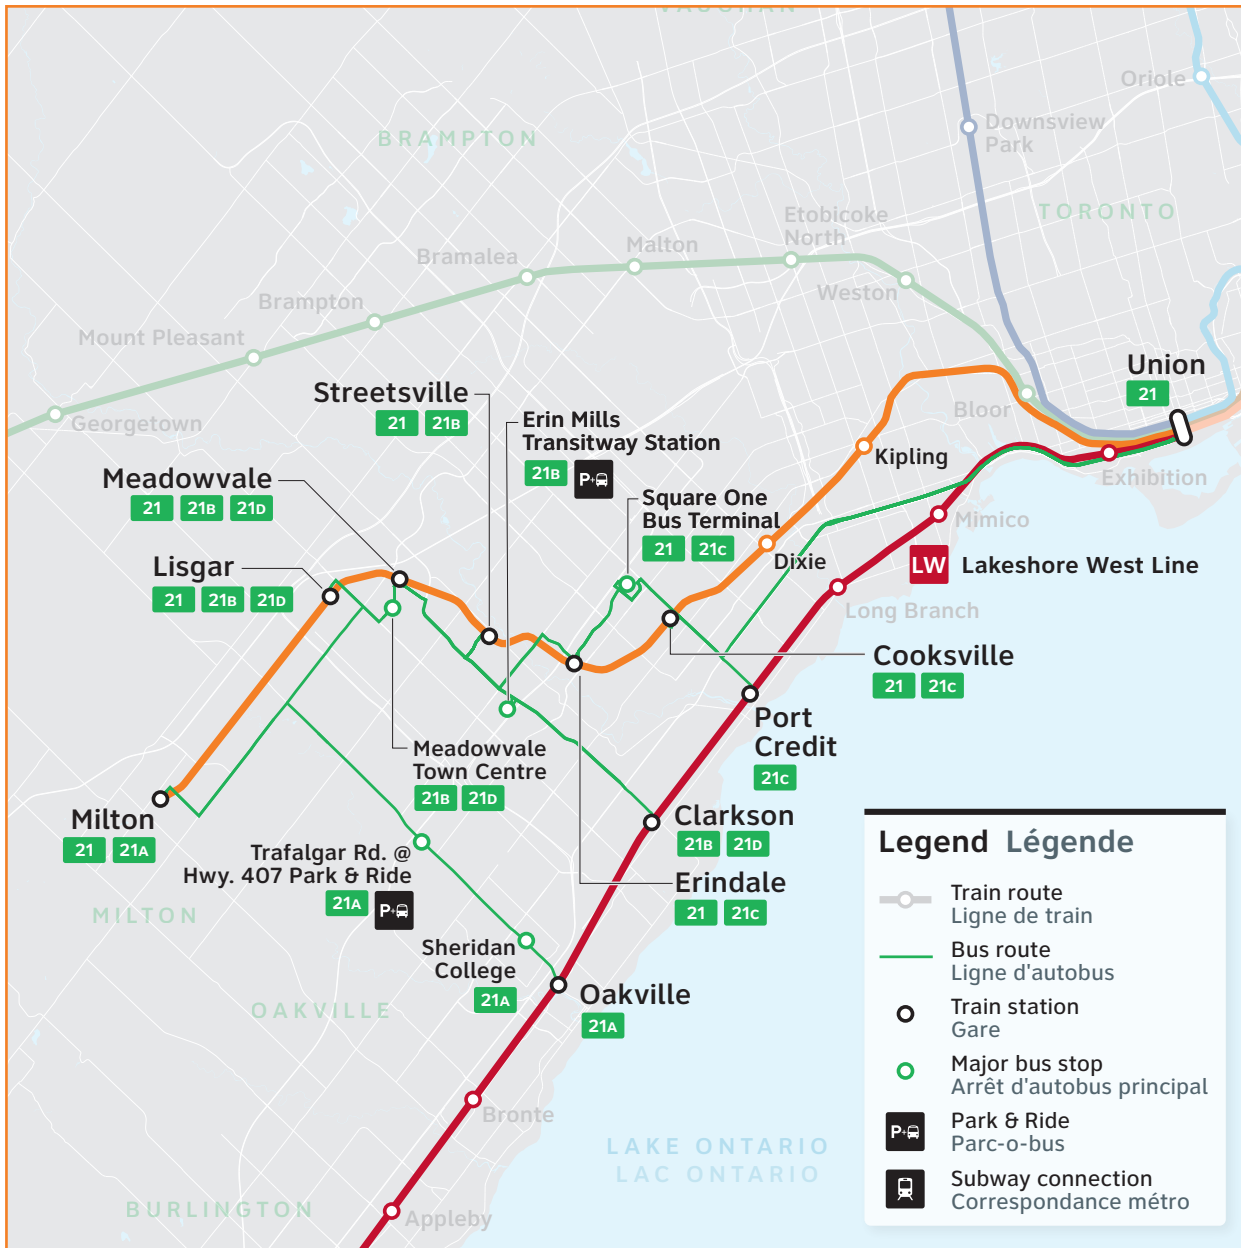 VAUGHAN
Oriole
Downsview
Park
BRAMPTON
TORONTO
Etobicoke
North
Malton
Bramalea
Weston
Brampton
Mount Pleasant
Georgetown
Union
21
Bloor
Streetsville
21 21B
Erin Mills
Transitway Station
21B P+
Kipling
Exhibition
Meadowvale
21 21B 21D
Square One
Bus Terminal
21 21C
Mimico
Dixie
LW Lakeshore West Line
Lisgar
21 21B 21D
Long Branch
Cooksville
21 21C
Port
Credit
21C
Meadowvale
Town Centre
21B 21D
Milton
21 21A
Clarkson
21B 21D
Trafalgar Rd. @
Hwy. 407 Park & Ride
21A P+
Erindale
21 21C
MILTON
Sheridan
College
21A
Oakville
21A
OAKVILLE
Bronte
LAKE ONTARIO
LAC ONTARIO
BURLINGTON
Appleby
Legend Légende
Train route
Ligne de train
Bus route
Ligne d'autobus
Train station
Gare
Major bus stop
Arrêt d'autobus principal
P+ Park & Ride
Parc-o-bus
Subway connection
Correspondance métro